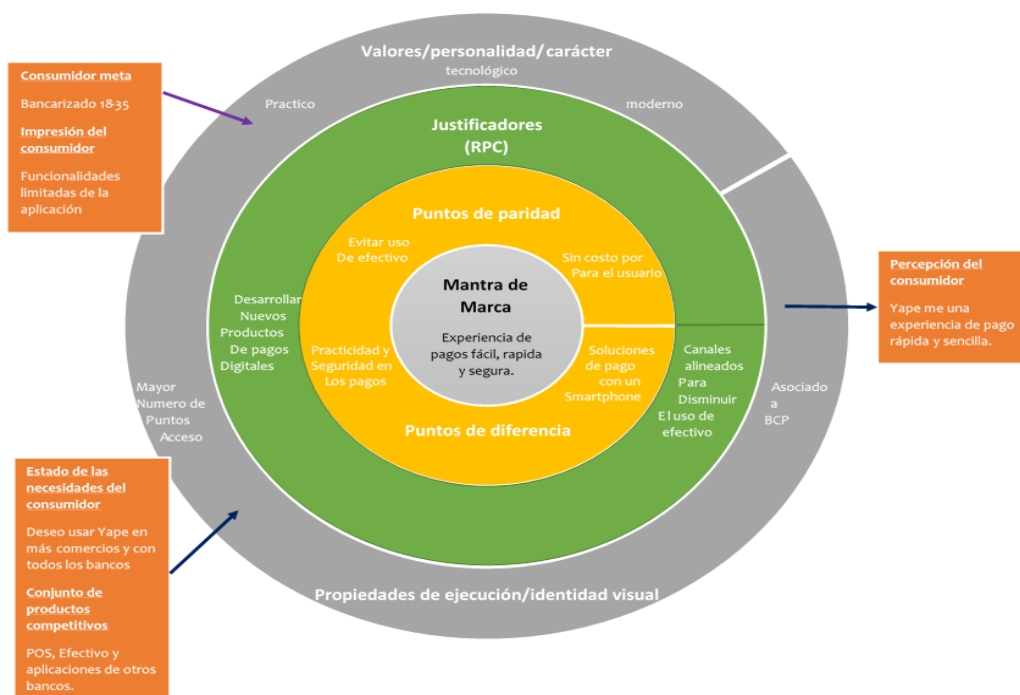 Valores/personalidad/carácter
tecnológico
Practico
moderno
Consumidor meta
Bancarizado 18-35
Impresión del
consumidor
Funcionalidades
limitadas de la
aplicación
Justificadores
(RPC)
Puntos de paridad
Evitar uso
De efectivo
Sin costo por
Para el usuario
Mantra de
Marca
Experiencia de
pagos fácil, rapida
y segura.
Percepción del
consumidor
Yape me una
experiencia de pago
rápida y sencilla.
Desarrollar
Nuevos
Productos
De pagos
Digitales
Practicidad y
Seguridad en
Los pagos
Soluciones
de pago
con un
Smartphone
Canales
alineados
Para
Disminuir
El uso de
efectivo
Mayor
Numero de
Puntos
Acceso
Asociado
a
BCP
Puntos de diferencia
Estado de las
necesidades del
consumidor
Deseo usar Yape en
más comercios y con
todos los bancos
Conjunto de
productos
competitivos
POS, Efectivo y
aplicaciones de otros
bancos.
Propiedades de ejecución/identidad visual